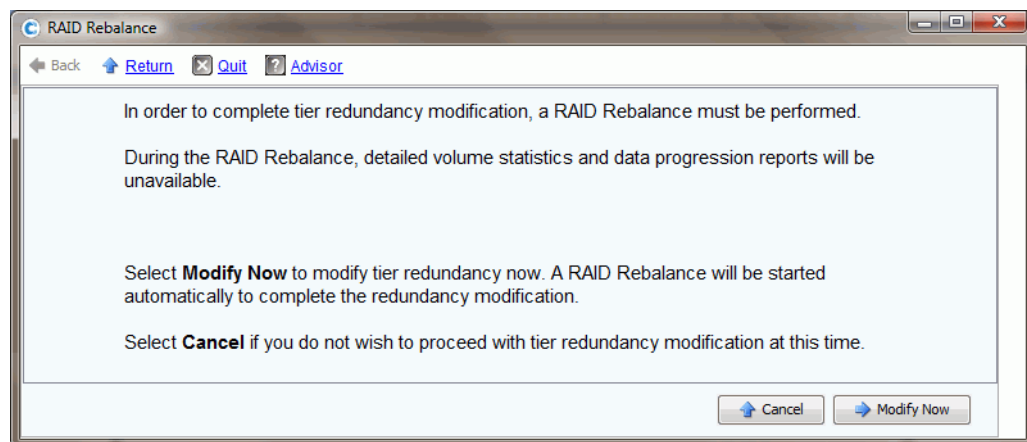 RAID Rebalance
Back Return Quit Advisor
In order to complete tier redundancy modification, a RAID Rebalance must be performed.
During the RAID Rebalance, detailed volume statistics and data progression reports will be
unavailable.
Select Modify Now to modify tier redundancy now. A RAID Rebalance will be started
automatically to complete the redundancy modification.
Select Cancel if you do not wish to proceed with tier redundancy modification at this time.
Cancel Modify Now